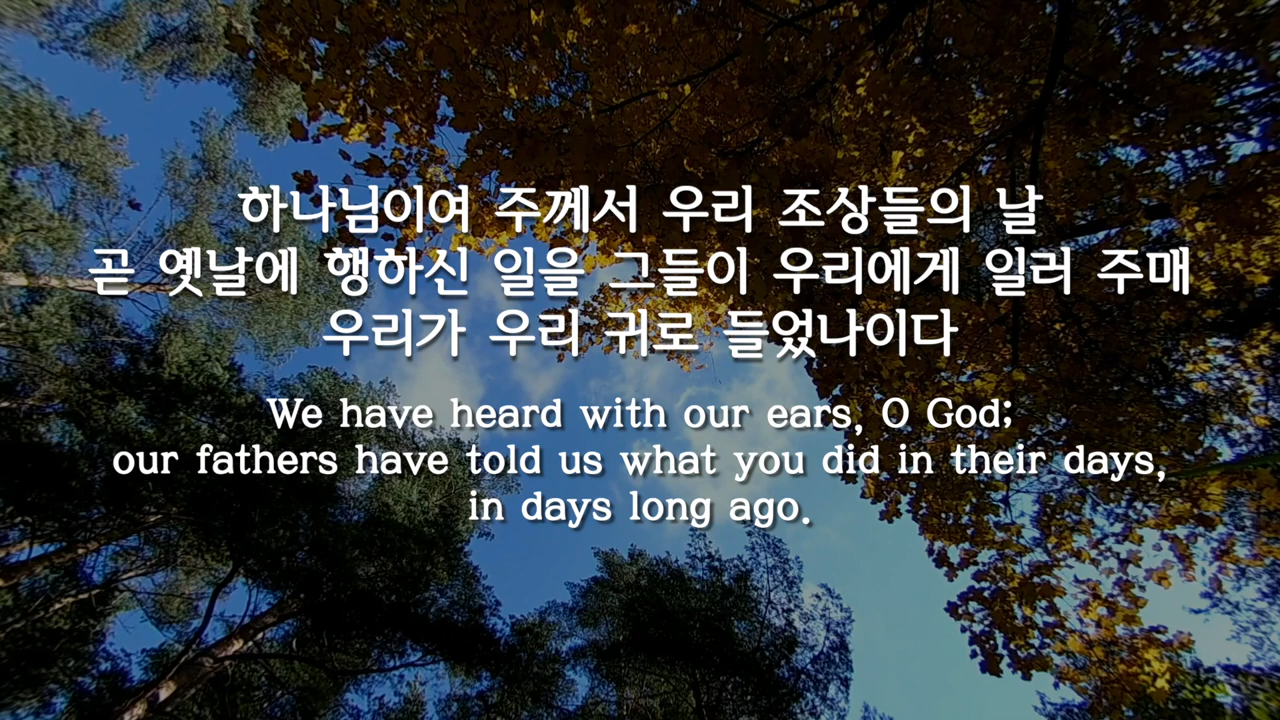 하나님이여 주께서 우리 조상들의 날
곧 옛날에 행하신 일을 그들이 우리에게 일러 주매
우리가 우리 귀로 들었나이다
We have heard with our ears, O God;
our fathers have told us what you did in their days,
in days long ago.